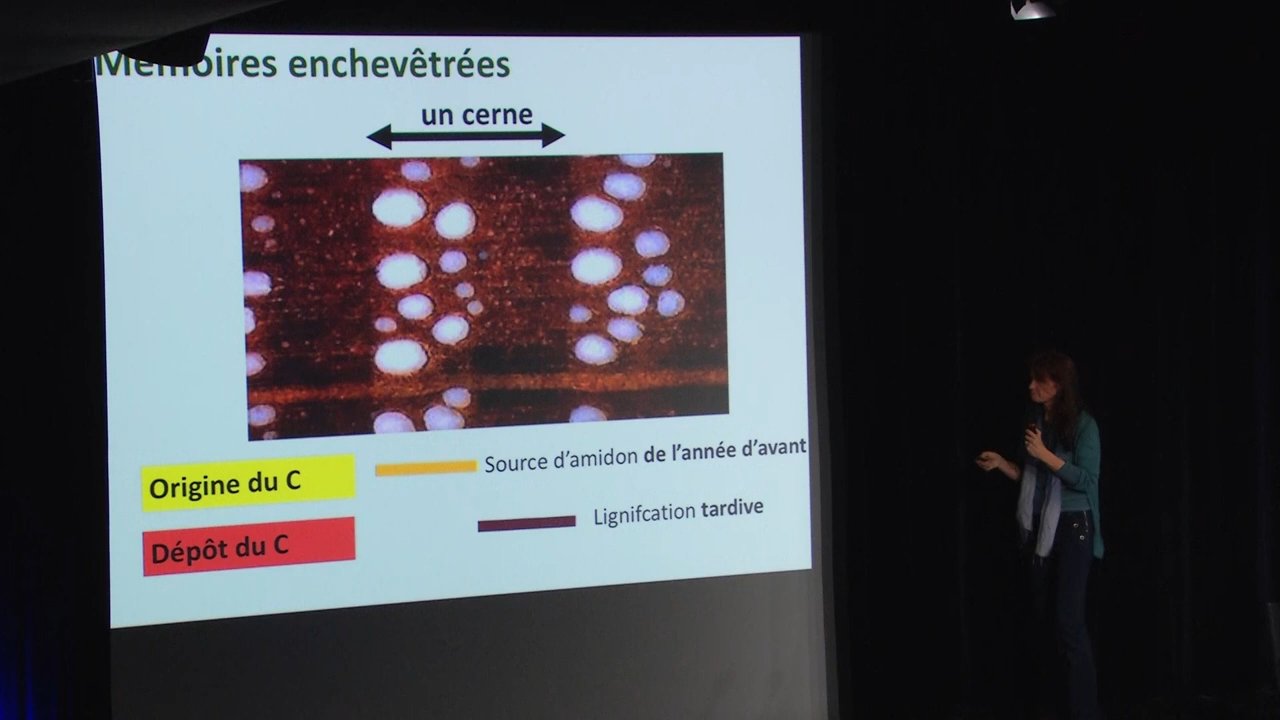 Mémoires enchevêtrées
un cerne
Origine du C
Source d'amidon de l'année d'avant
Dépôt du C
Lignifcation tardive